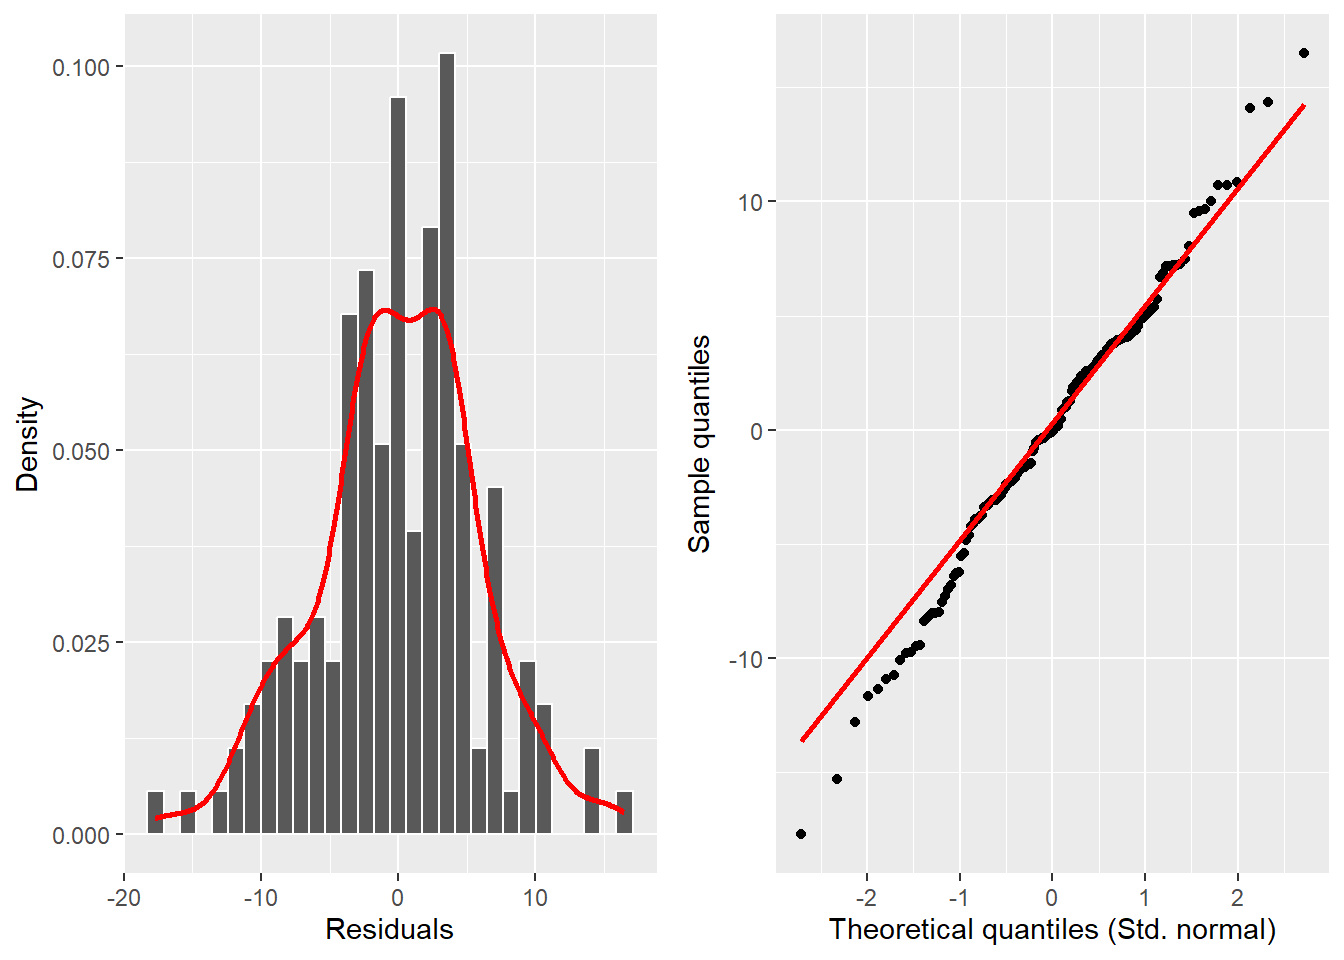 0.100
0.075
0.050
0.025
0.000
Density
-20 -10 0 10
Residuals
10
0
-10
Sample quantiles
-2 -1 0 1 2
Theoretical quantiles (Std. normal)